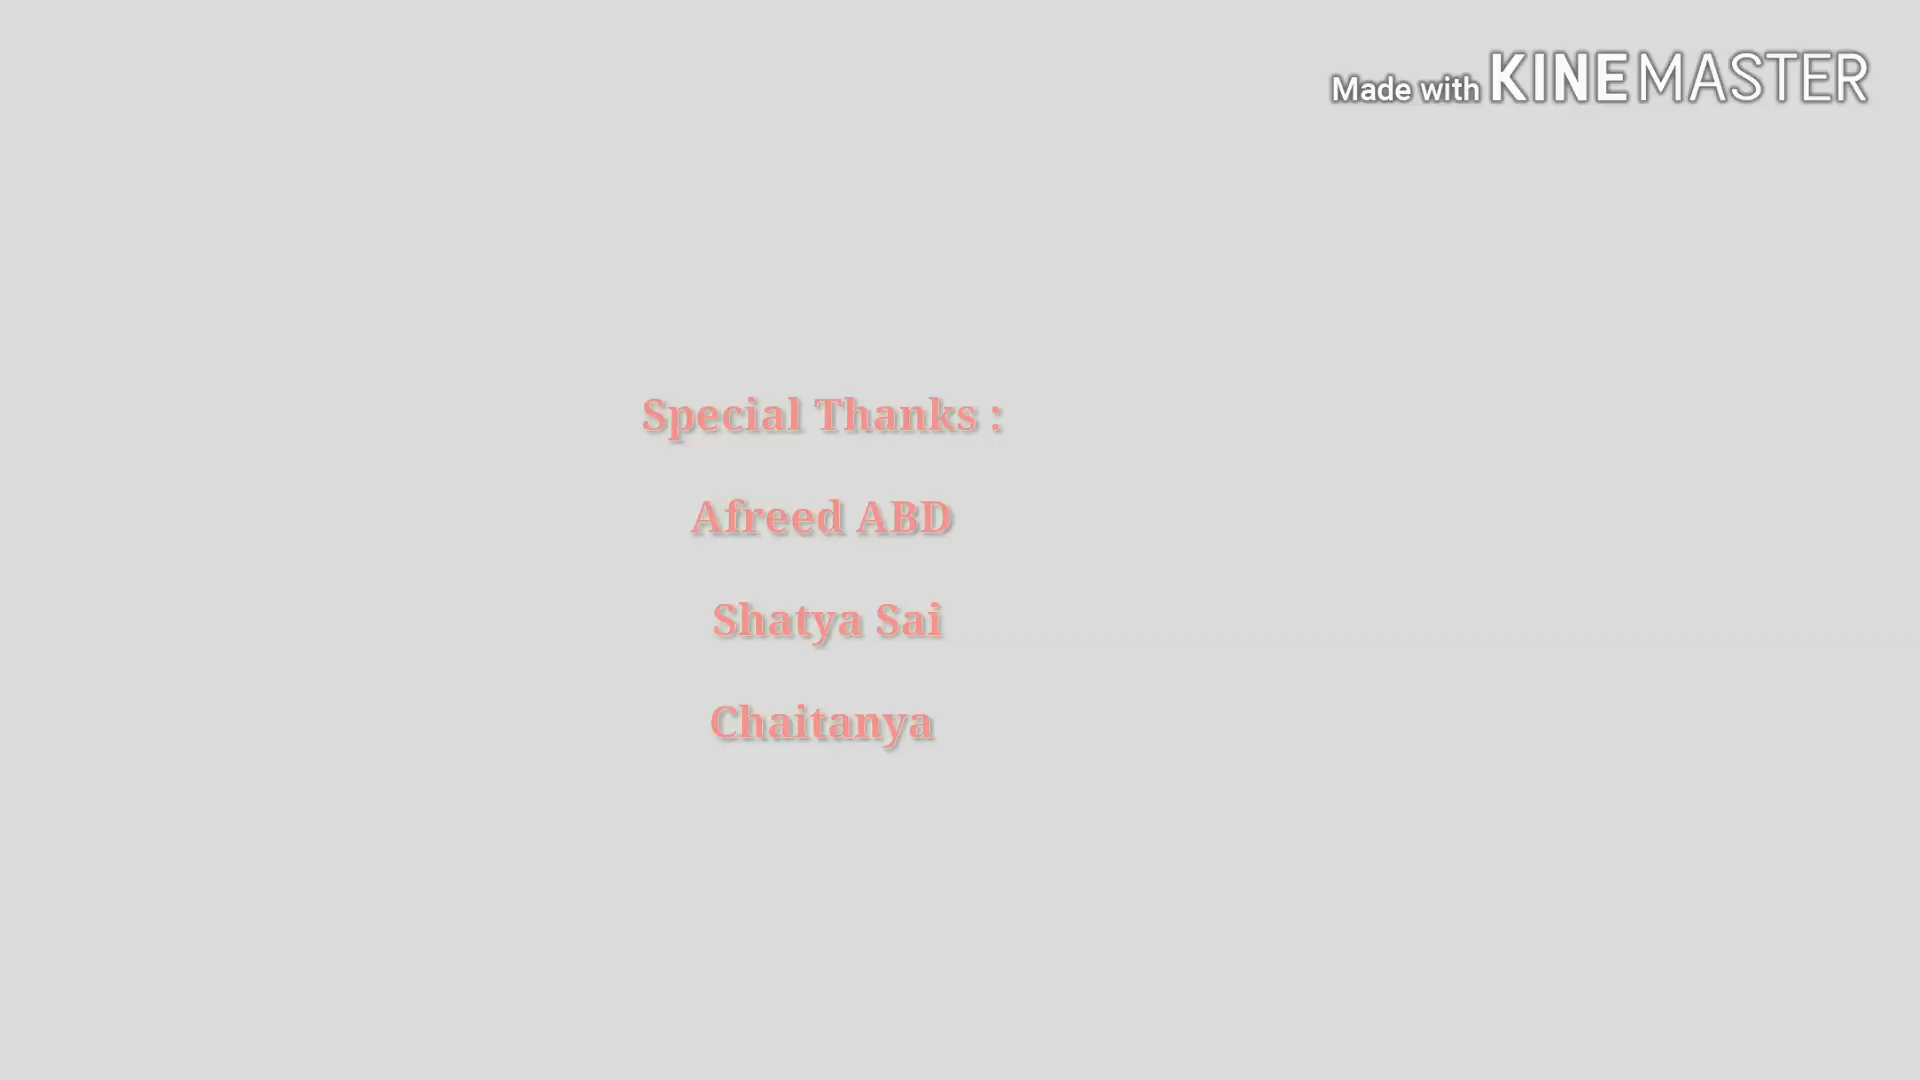 Made with KINEMASTER
Special Thanks :
Afreed ABD
Shatya Sai
Chaitanya